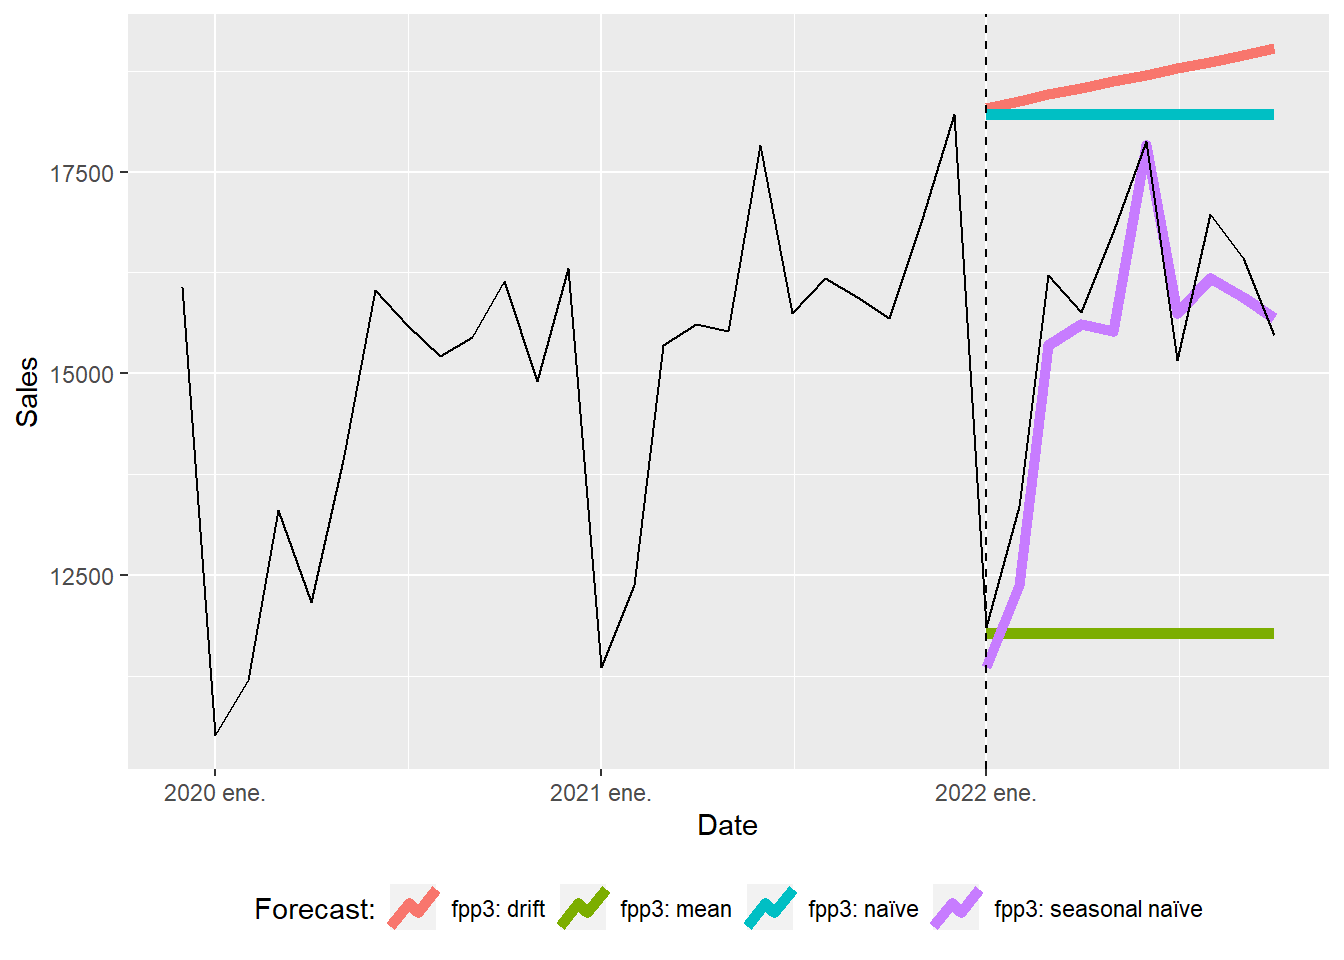 17500
15000
12500
Sales
2020 ene.
2021 ene.
2022 ene.
Date
Forecast: fpp3: drift fpp3: mean fpp3: naïve fpp3: seasonal naïve